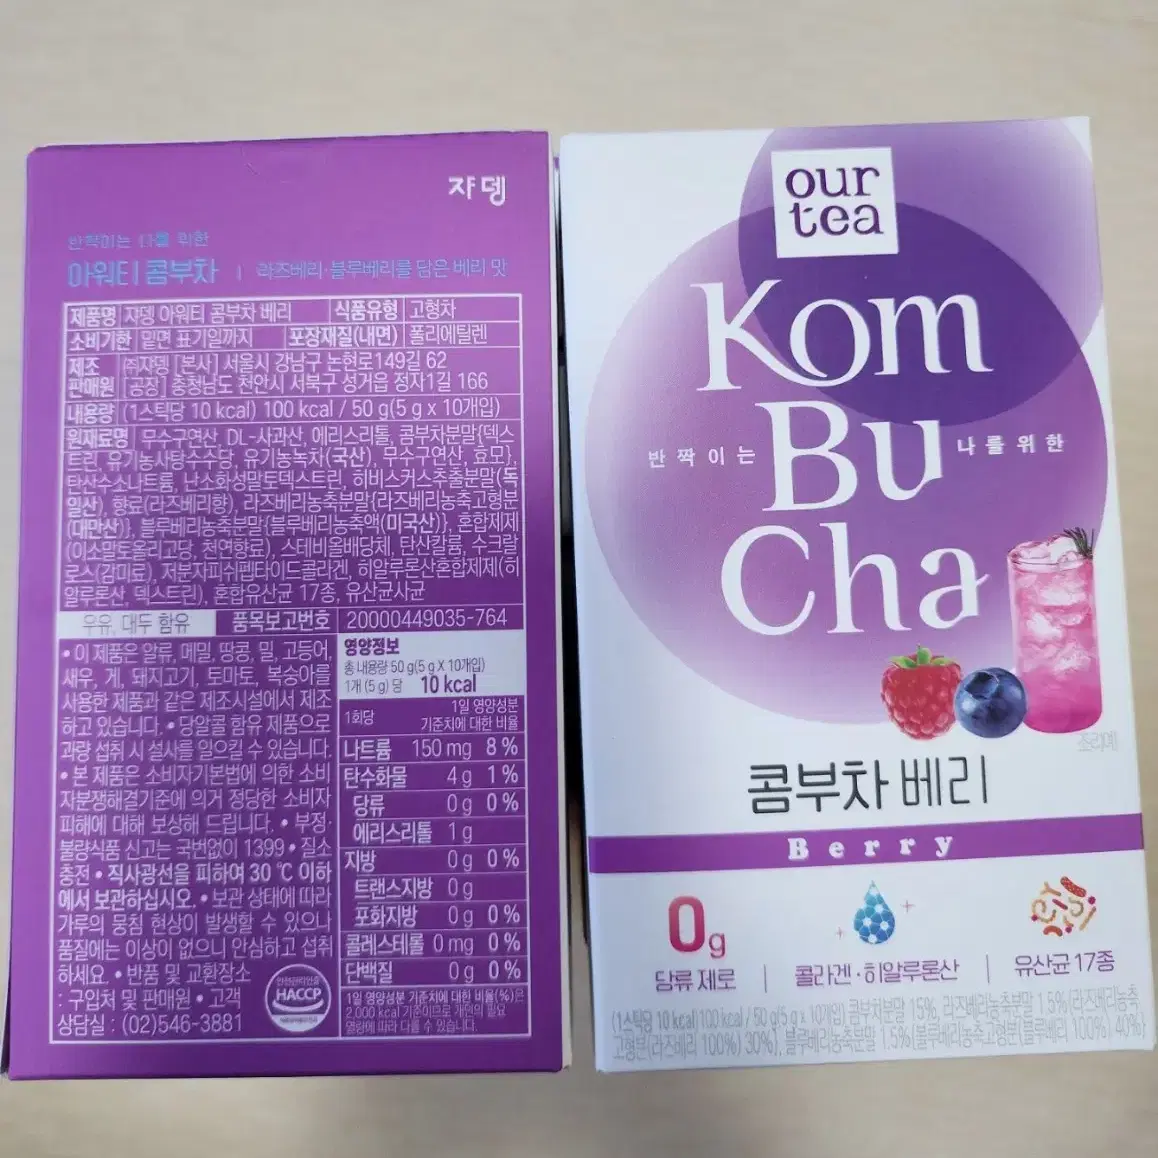 쟈뎅
반짝이는 나를 위한
아워티 콤부차 | 라즈베리·블루베리를 담은 베리 맛
제품명 쟈뎅 아워티 콤부차 베리 식품유형 고형차
소비기한 밑면 표기일까지 포장재질(내면) 폴리에틸렌
제조판매원 ㈜쟈뎅 [본사] 서울시 강남구 논현로149길 62
[공장] 충청남도 천안시 서북구 성거읍 정자1길 166
내용량 (1스틱당 10 kcal) 100 kcal / 50 g(5 g x 10개입)
원재료명 무수구연산, DL-사과산, 에리스리톨, 콤부차분말{덱스
트린, 유기농사탕수수당, 유기농녹차(국산), 무수구연산, 효모},
탄산수소나트륨, 난소화성말토덱스트린, 히비스커스추출분말(독
일산), 향료(라즈베리향), 라즈베리농축분말{라즈베리농축고형분
(대만산)}, 블루베리농축분말{블루베리농축액(미국산)}, 혼합제제
(이소말토올리고당, 천연향료), 스테비올배당체, 탄산칼륨, 수크랄
로스(감미료), 저분자피쉬펩타이드콜라겐, 히알루론산혼합제제(히
알루론산, 덱스트린), 혼합유산균 17종, 유산균사균
우유, 대두 함유 품목보고번호 20000449035-764
• 이 제품은 알류, 메밀, 땅콩, 밀, 고등어,
새우, 게, 돼지고기, 토마토, 복숭아를
사용한 제품과 같은 제조시설에서 제조
하고 있습니다. • 당알콜 함유 제품으로
과량 섭취 시 설사를 일으킬 수 있습니다.
• 본 제품은 소비자기본법에 의한 소비
자분쟁해결기준에 의거 정당한 소비자
피해에 대해 보상해 드립니다. • 부정·
불량식품 신고는 국번없이 1399 • 질소
충전 • 직사광선을 피하여 30 ℃ 이하
에서 보관하십시오. • 보관 상태에 따라
가루의 뭉침 현상이 발생할 수 있으나
품질에는 이상이 없으니 안심하고 섭취
하세요. • 반품 및 교환장소
: 구입처 및 판매원 • 고객
상담실 : (02)546-3881
HACCP
영양정보
총 내용량 50 g(5 g X 10개입)
1개 (5 g) 당 10 kcal
1회당 1일 영양성분 기준치에 대한 비율
나트륨 150 mg 8 %
탄수화물 4 g 1 %
당류 0 g 0 %
에리스리톨 1 g
지방 0 g 0 %
트랜스지방 0 g
포화지방 0 g 0 %
콜레스테롤 0 mg 0 %
단백질 0 g 0 %
1일 영양성분 기준치에 대한 비율(%)은
2,000 kcal 기준이므로 개인의 필요
열량에 따라 다를 수 있습니다.
our
tea
Kom
Bu
반짝이는 나를위한
Cha
조리예
콤부차 베리
Berry
0g
당류 제로 | 콜라겐·히알루론산 | 유산균 17종
(1스틱당 10 kcal) 100 kcal / 50 g(5 g x 10개입) 콤부차분말 15%, 라즈베리농축분말 1.5%{라즈베리농축
고형분(라즈베리 100%) 30%}, 블루베리농축분말 1.5%{블루베리농축고형분(블루베리 100%) 40%}